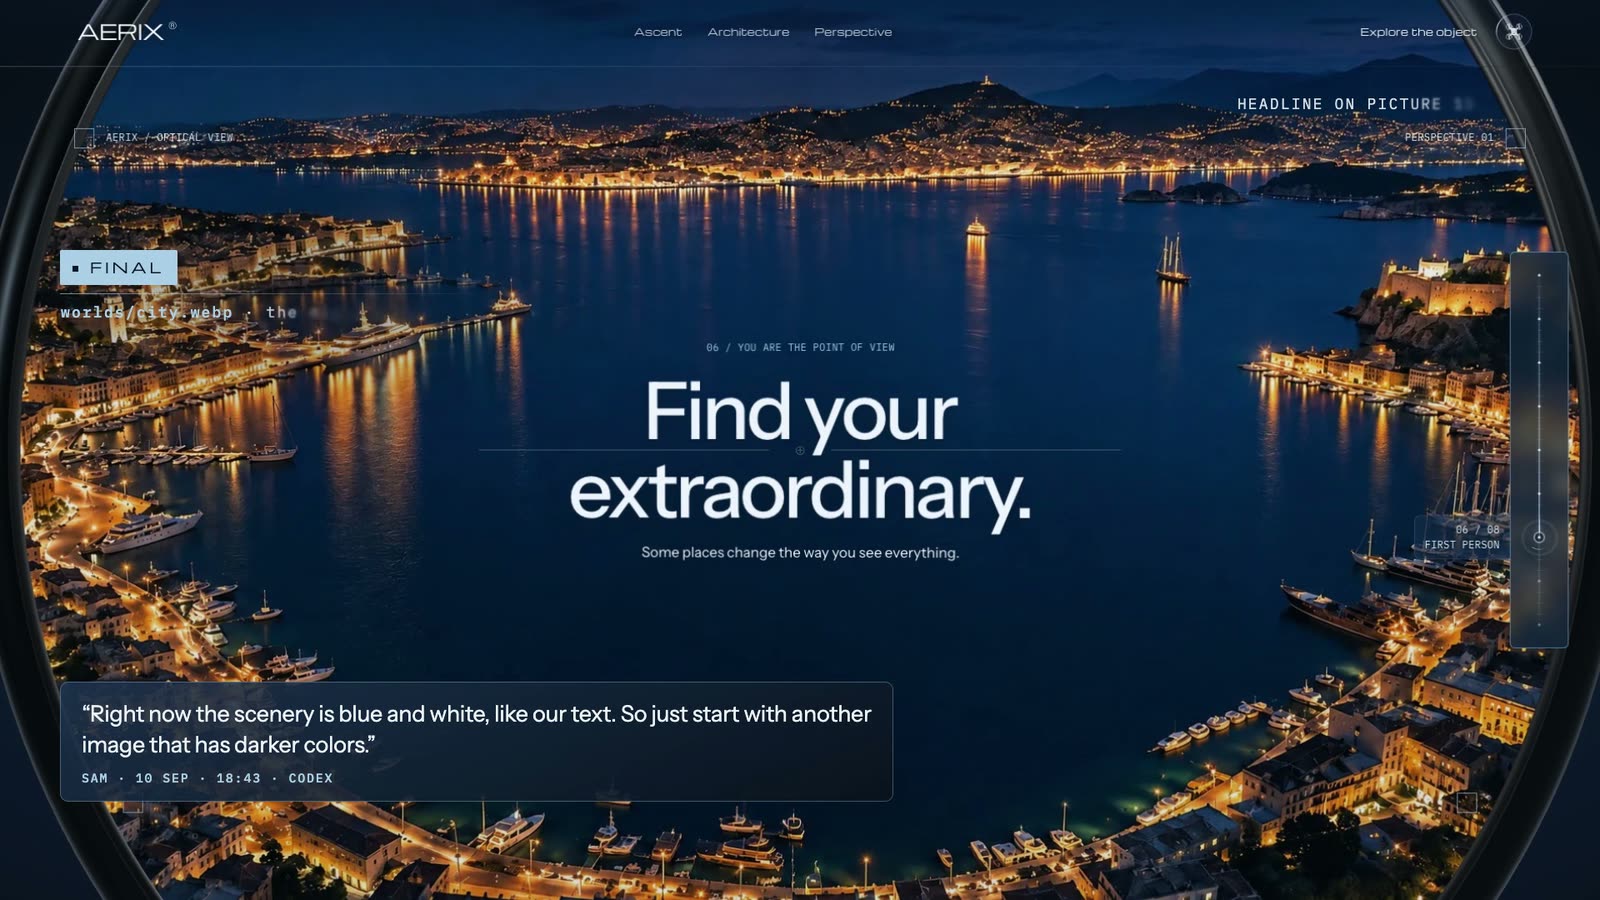 AERIX ®
Ascent Architecture Perspective
Explore the object
HEADLINE ON PICTURE
AERIX / OPTICAL VIEW
PERSPECTIVE 01
FINAL
worlds/city.webp · the
06 / YOU ARE THE POINT OF VIEW
Find your
extraordinary.
Some places change the way you see everything.
06 / 08
FIRST PERSON
“Right now the scenery is blue and white, like our text. So just start with another
image that has darker colors.”
SAM · 10 SEP · 18:43 · CODEX